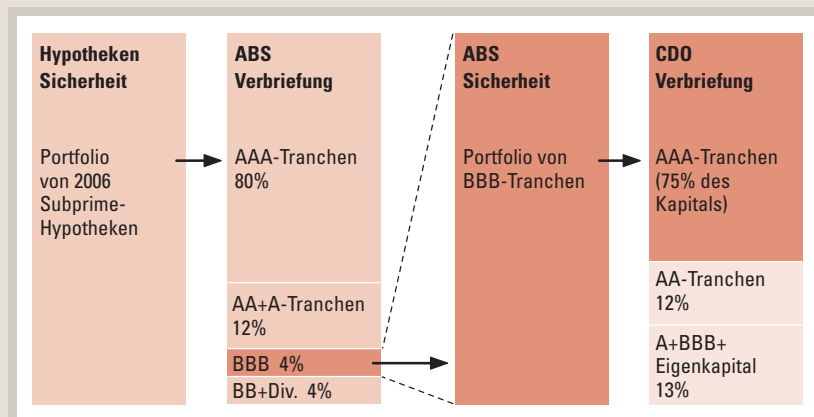 Hypotheken
Sicherheit
Portfolio
von 2006
Subprime-
Hypotheken
ABS
Verbriefung
AAA-Tranchen
80%
AA+A-Tranchen
12%
BBB 4%
BB+Div. 4%
ABS
Sicherheit
Portfolio von
BBB-Tranchen
CDO
Verbriefung
AAA-Tranchen
(75% des
Kapitals)
AA-Tranchen
12%
A+BBB+
Eigenkapital
13%